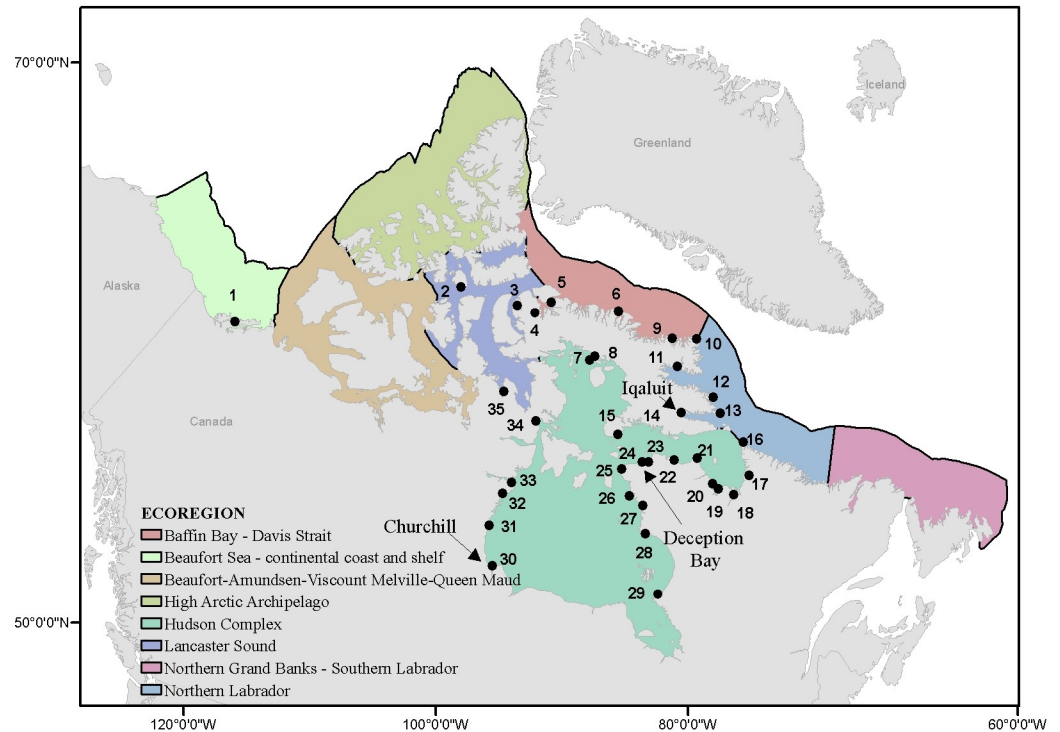 70°0'0"N
50°0'0"N
120°0'0"W
100°0'0"W
80°0'0"W
60°0'0"W
Iceland
Greenland
Alaska
Canada
1
2
3
4
5
6
7
8
9
10
11
12
13
14
15
16
17
18
19
20
21
22
23
24
25
26
27
28
29
30
31
32
33
34
35
Iqaluit
Churchill
Deception
Bay
ECOREGION
Baffin Bay - Davis Strait
Beaufort Sea - continental coast and shelf
Beaufort-Amundsen-Viscount Melville-Queen Maud
High Arctic Archipelago
Hudson Complex
Lancaster Sound
Northern Grand Banks - Southern Labrador
Northern Labrador